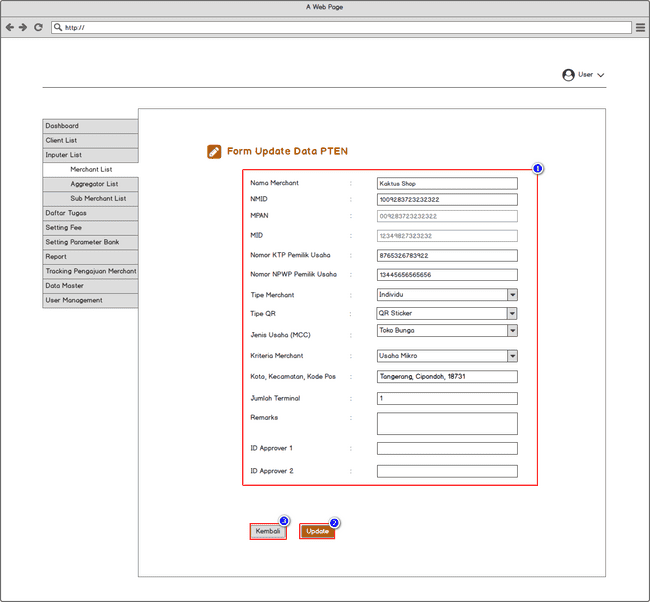 A Web Page
http://
User
Dashboard
Client List
Inputer List
Merchant List
Aggregator List
Sub Merchant List
Daftar Tugas
Setting Fee
Setting Parameter Bank
Report
Tracking Pengajuan Merchant
Data Master
User Management
Form Update Data PTEN
1
Nama Merchant : Kaktus Shop
NMID : 1009283723232322
MPAN : 009283723232322
MID : 12349827323232
Nomor KTP Pemilik Usaha : 8765326783922
Nomor NPWP Pemilik Usaha : 13445656565656
Tipe Merchant : Individu
Tipe QR : QR Sticker
Jenis Usaha (MCC) : Toko Bunga
Kriteria Merchant : Usaha Mikro
Kota, Kecamatan, Kode Pos : Tangerang, Cipondoh, 18731
Jumlah Terminal : 1
Remarks :
ID Approver 1 :
ID Approver 2 :
3 2
Kembali Update